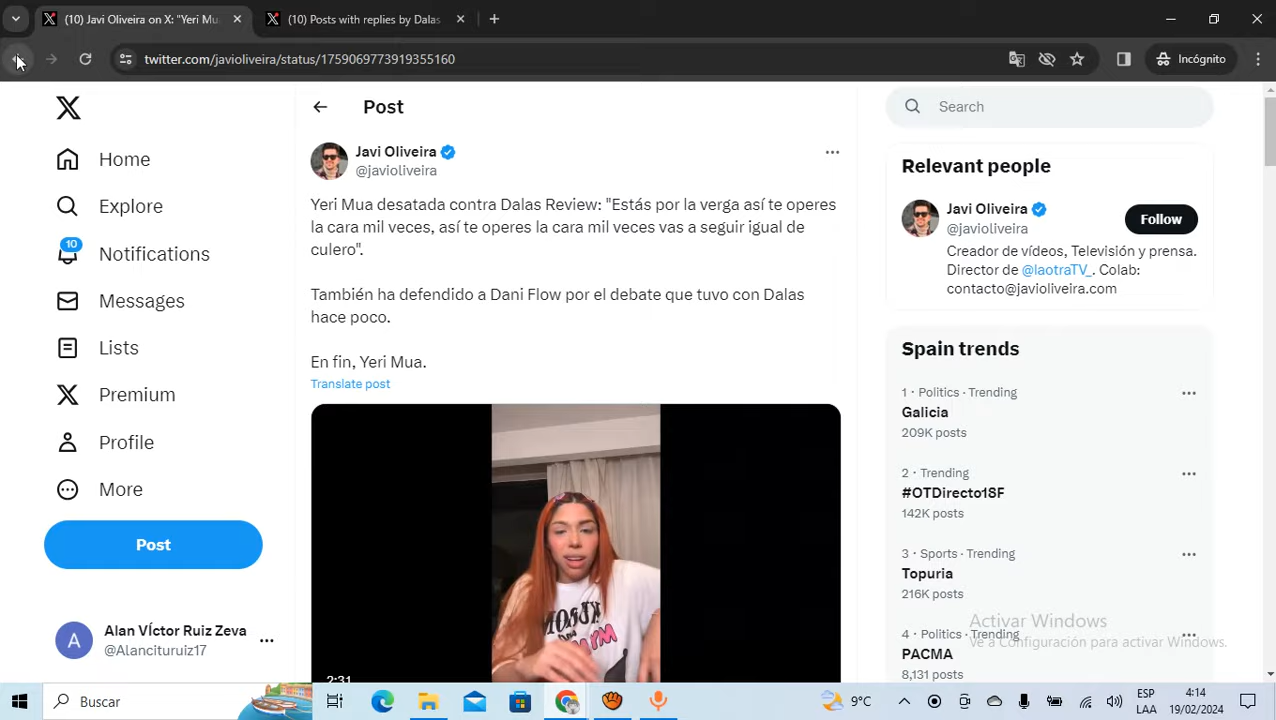 (10) Javi Oliveira on X: "Yeri Mu
(10) Posts with replies by Dalas
twitter.com/javioliveira/status/1759069773919355160
Incógnito
Home
Explore
10
Notifications
Messages
Lists
Premium
Profile
More
Post
Alan Víctor Ruiz Zeva
@Alancituruiz17
Post
Javi Oliveira
@javioliveira
Yeri Mua desatada contra Dalas Review: "Estás por la verga así te operes
la cara mil veces, así te operes la cara mil veces vas a seguir igual de
culero".
También ha defendido a Dani Flow por el debate que tuvo con Dalas
hace poco.
En fin, Yeri Mua.
Translate post
2:31
Search
Relevant people
Javi Oliveira
@javioliveira
Follow
Creador de vídeos, Televisión y prensa.
Director de @laotraTV_. Colab:
contacto@javioliveira.com
Spain trends
1 · Politics · Trending
Galicia
209K posts
2 · Trending
#OTDirecto18F
142K posts
3 · Sports · Trending
Topuria
216K posts
4 · Politics · Trending
PACMA
8,131 posts
Activar Windows
Ve a Configuración para activar Windows.
Buscar
9°C
ESP
LAA
4:14
19/02/2024